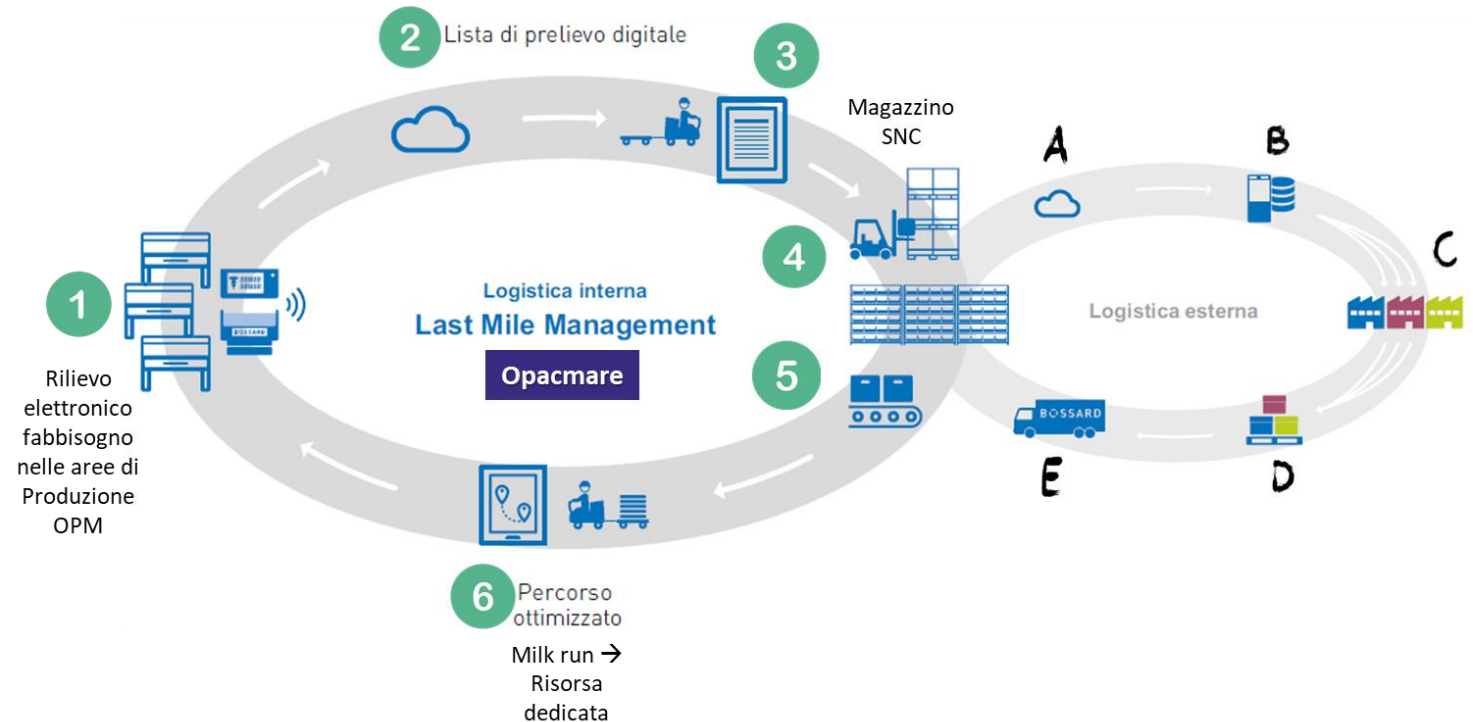 2 Lista di prelievo digitale
3
Magazzino
SNC
A
B
C
4
1
BOSSARD
Logistica interna
Last Mile Management
Opacmare
Logistica esterna
Rilievo
elettronico
fabbisogno
nelle aree di
Produzione
OPM
5
BOSSARD
E
D
6 Percorso
ottimizzato
Milk run →
Risorsa
dedicata